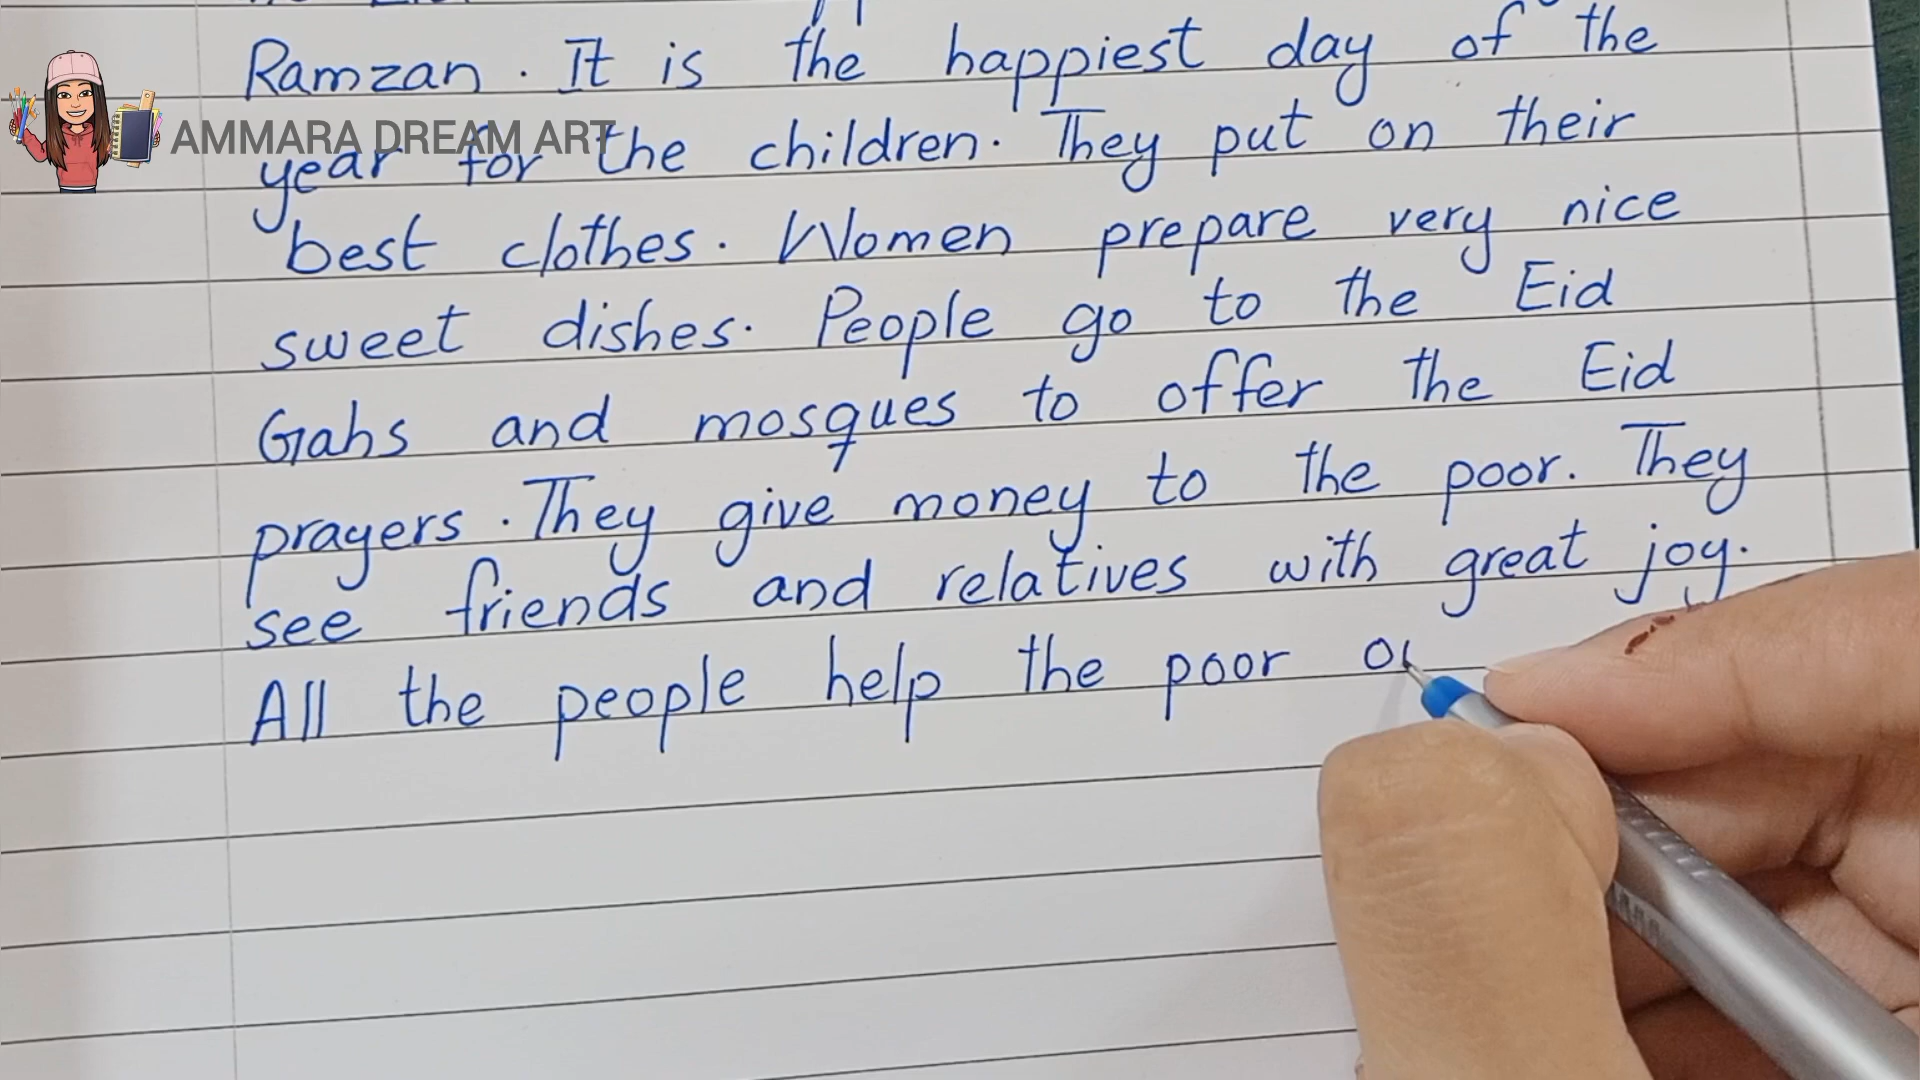 Ramzan. It is the happiest day of the
AMMARA DREAM ART
year for the children. They put on their
best clothes. Women prepare very nice
sweet dishes. People go to the Eid
Gahs and mosques to offer the Eid
prayers. They give money to the poor. They
see friends and relatives with great joy.
All the people help the poor